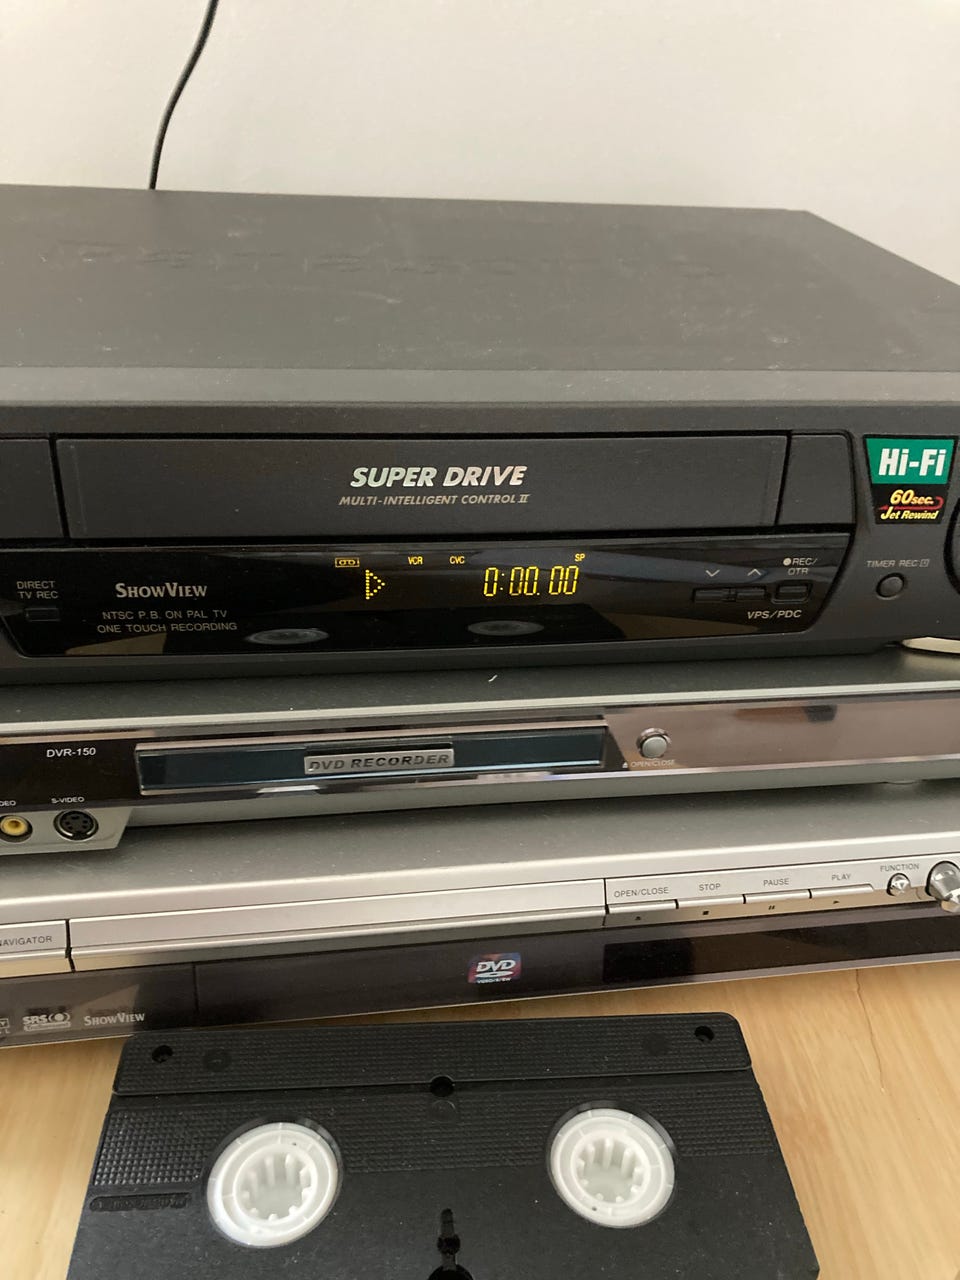 SUPER DRIVE
MULTI-INTELLIGENT CONTROL II
Hi-Fi
60sec.
Jet Rewind
DIRECT
TV REC
SHOWVIEW
NTSC P.B. ON PAL TV
ONE TOUCH RECORDING
VCR CVC SP
0:00.00
REC/
OTR
VPS/PDC
TIMER REC
DVR-150
DVD RECORDER
OPEN/CLOSE
S-VIDEO
OPEN/CLOSE
STOP
PAUSE
PLAY
FUNCTION
NAVIGATOR
DVD
SRS
SHOWVIEW